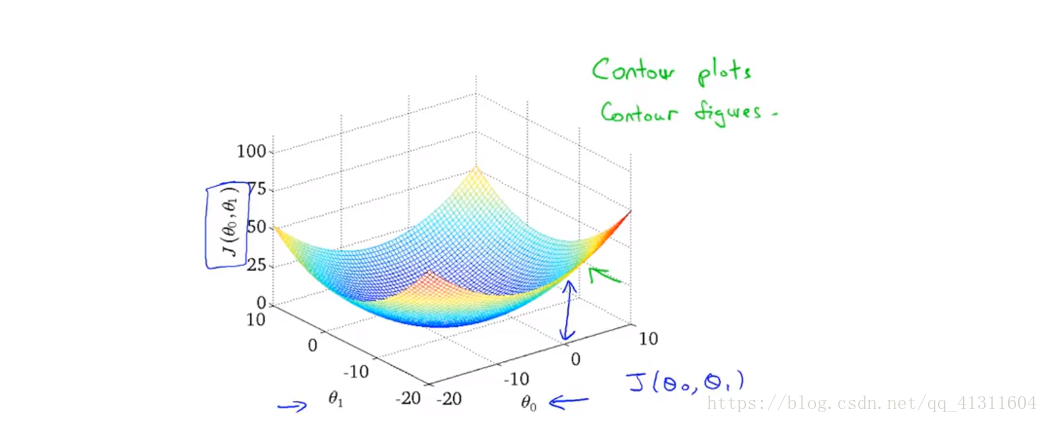 Contour plots
Contour figures.
100
75
50
25
0
J(θ₀,θ₁)
10
0
-10
-20
θ₁
-20
-10
0
10
θ₀
J(θ₀,θ₁)
https://blog.csdn.net/qq_41311604